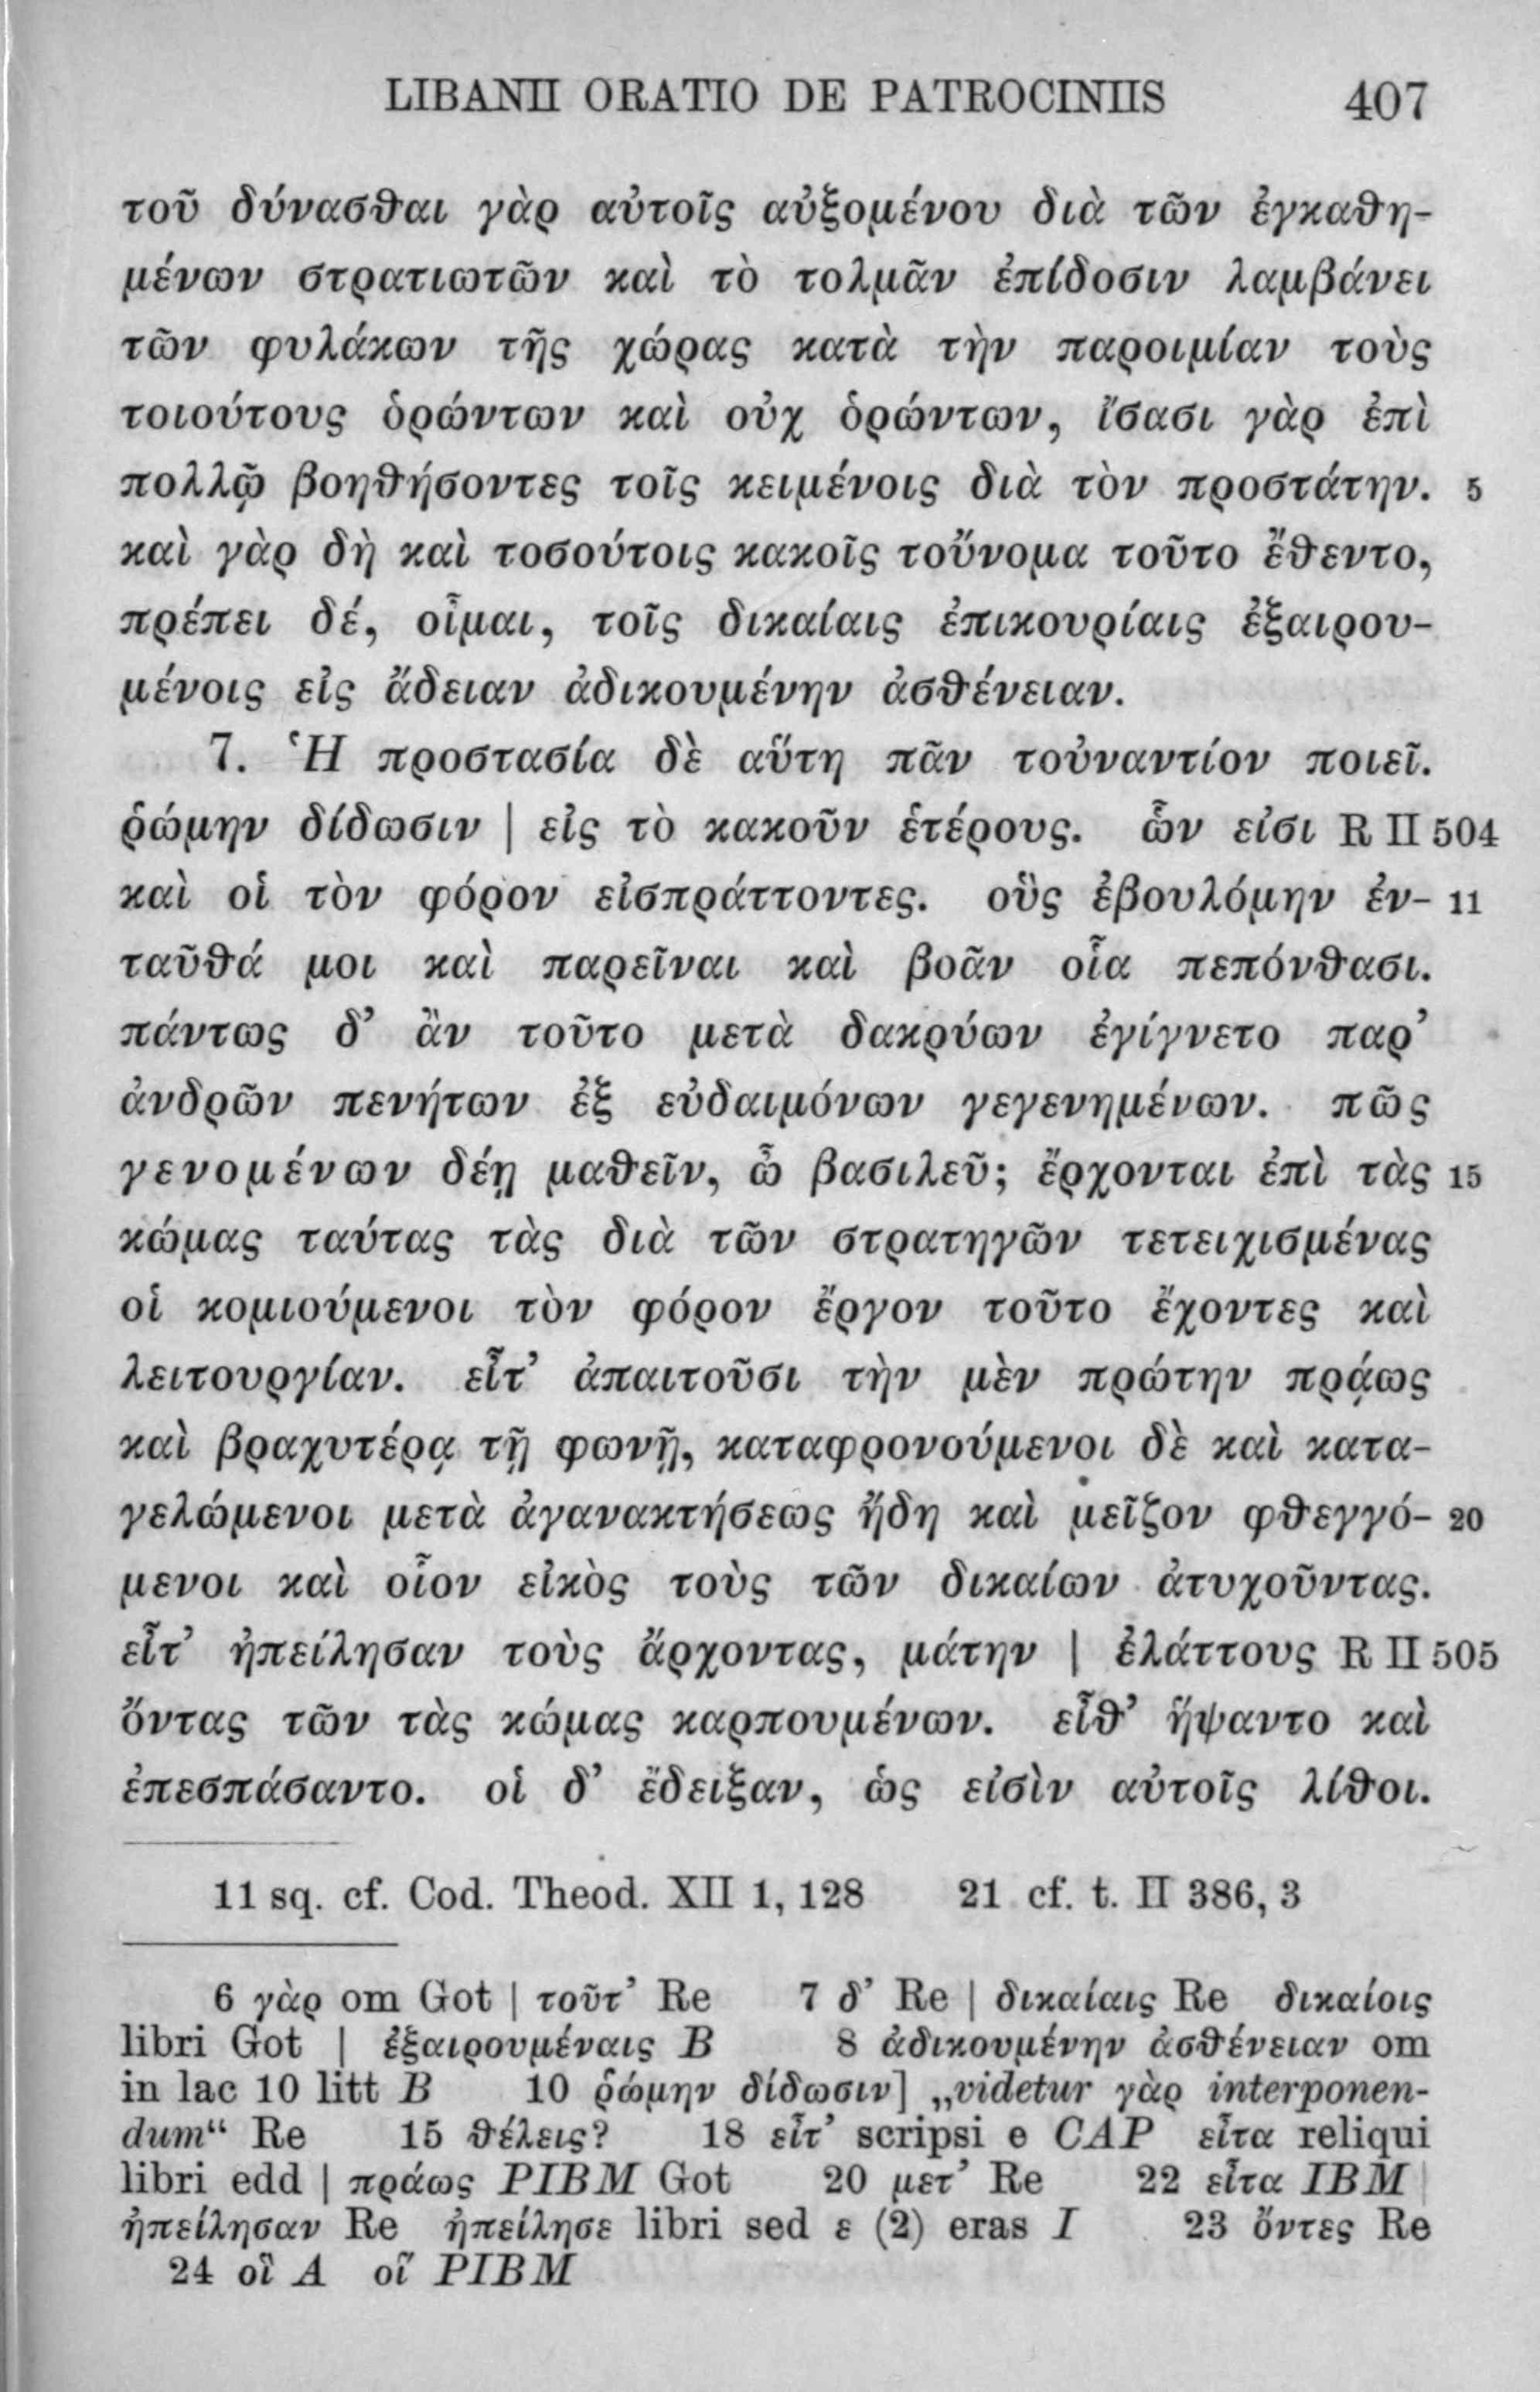 LIBANII ORATIO DE PATROCINIIS 407
τοῦ δύνασθαι γὰρ αὐτοῖς αὐξομένου διὰ τῶν ἐγκαθη-
μένων στρατιωτῶν καὶ τὸ τολμᾶν ἐπίδοσιν λαμβάνει
τῶν φυλάκων τῆς χώρας κατὰ τὴν παροιμίαν τοὺς
τοιούτους ὁρώντων καὶ οὐχ ὁρώντων, ἴσασι γὰρ ἐπὶ
πολλῷ βοηθήσοντες τοῖς κειμένοις διὰ τὸν προστάτην. 5
καὶ γὰρ δὴ καὶ τοσούτοις κακοῖς τοὔνομα τοῦτο ἔθεντο,
πρέπει δέ, οἶμαι, τοῖς δικαίαις ἐπικουρίαις ἐξαιρου-
μένοις εἰς ἄδειαν ἀδικουμένην ἀσθένειαν.
7. Ἡ προστασία δὲ αὕτη πᾶν τοὐναντίον ποιεῖ.
ῥώμην δίδωσιν | εἰς τὸ κακοῦν ἑτέρους. ὧν εἰσι R II 504
καὶ οἱ τὸν φόρον εἰσπράττοντες. οὓς ἐβουλόμην ἐν- 11
ταῦθά μοι καὶ παρεῖναι καὶ βοᾶν οἷα πεπόνθασι.
πάντως δ’ ἂν τοῦτο μετὰ δακρύων ἐγίγνετο παρ’
ἀνδρῶν πενήτων ἐξ εὐδαιμόνων γεγενημένων. πῶς
γενομένων δέῃ μαθεῖν, ὦ βασιλεῦ; ἔρχονται ἐπὶ τὰς 15
κώμας ταύτας τὰς διὰ τῶν στρατηγῶν τετειχισμένας
οἱ κομιούμενοι τὸν φόρον ἔργον τοῦτο ἔχοντες καὶ
λειτουργίαν. εἶτ’ ἀπαιτοῦσι τὴν μὲν πρώτην πρᾴως
καὶ βραχυτέρᾳ τῇ φωνῇ, καταφρονούμενοι δὲ καὶ κατα-
γελώμενοι μετὰ ἀγανακτήσεως ἤδη καὶ μεῖζον φθεγγό- 20
μενοι καὶ οἷον εἰκὸς τοὺς τῶν δικαίων ἀτυχοῦντας.
εἶτ’ ἠπείλησαν τοὺς ἄρχοντας, μάτην | ἐλάττους R II 505
ὄντας τῶν τὰς κώμας καρπουμένων. εἶθ’ ἥψαντο καὶ
ἐπεσπάσαντο. οἱ δ’ ἔδειξαν, ὡς εἰσὶν αὐτοῖς λίθοι.
11 sq. cf. Cod. Theod. XII 1, 128 21 cf. t. II 386, 3
6 γὰρ om Got | τοῦτ’ Re 7 δ’ Re | δικαίαις Re δικαίοις
libri Got | ἐξαιρουμέναις B 8 ἀδικουμένην ἀσθένειαν om
in lac 10 litt B 10 ῥώμην δίδωσιν] „videtur γὰρ interponen-
dum“ Re 15 θέλεις? 18 εἶτ’ scripsi e CAP εἶτα reliqui
libri edd | πράως PIBM Got 20 μετ’ Re 22 εἶτα IBM |
ἠπείλησαν Re ἠπείλησε libri sed ε (2) eras I 23 ὄντες Re
24 οἳ A οἵ PIBM